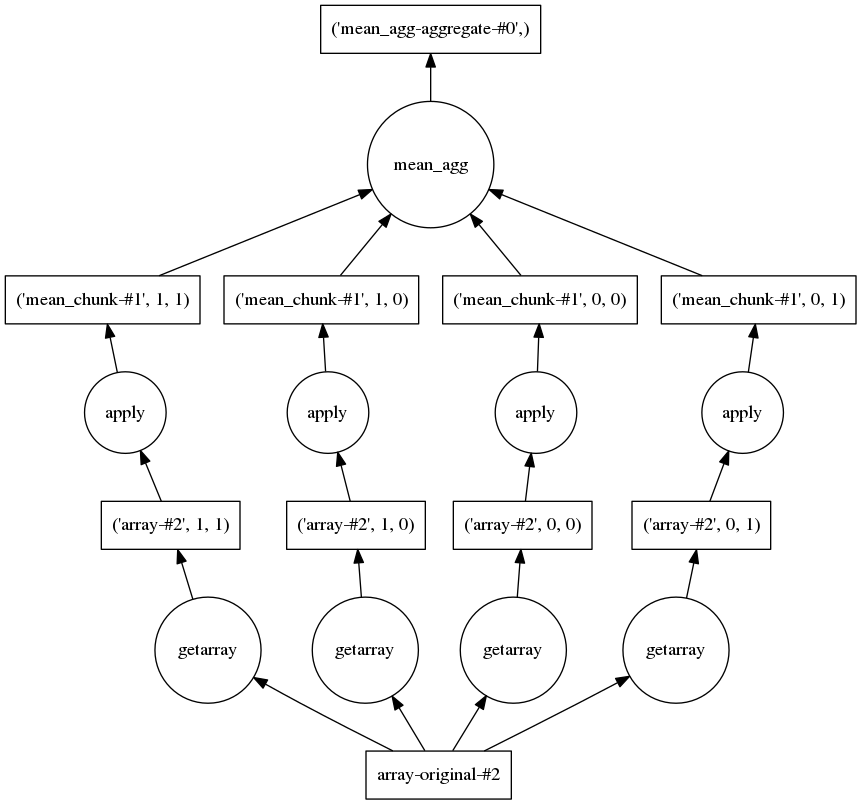 ('mean_agg-aggregate-#0',)
mean_agg
('mean_chunk-#1', 1, 1)
('mean_chunk-#1', 1, 0)
('mean_chunk-#1', 0, 0)
('mean_chunk-#1', 0, 1)
apply
apply
apply
apply
('array-#2', 1, 1)
('array-#2', 1, 0)
('array-#2', 0, 0)
('array-#2', 0, 1)
getarray
getarray
getarray
getarray
array-original-#2